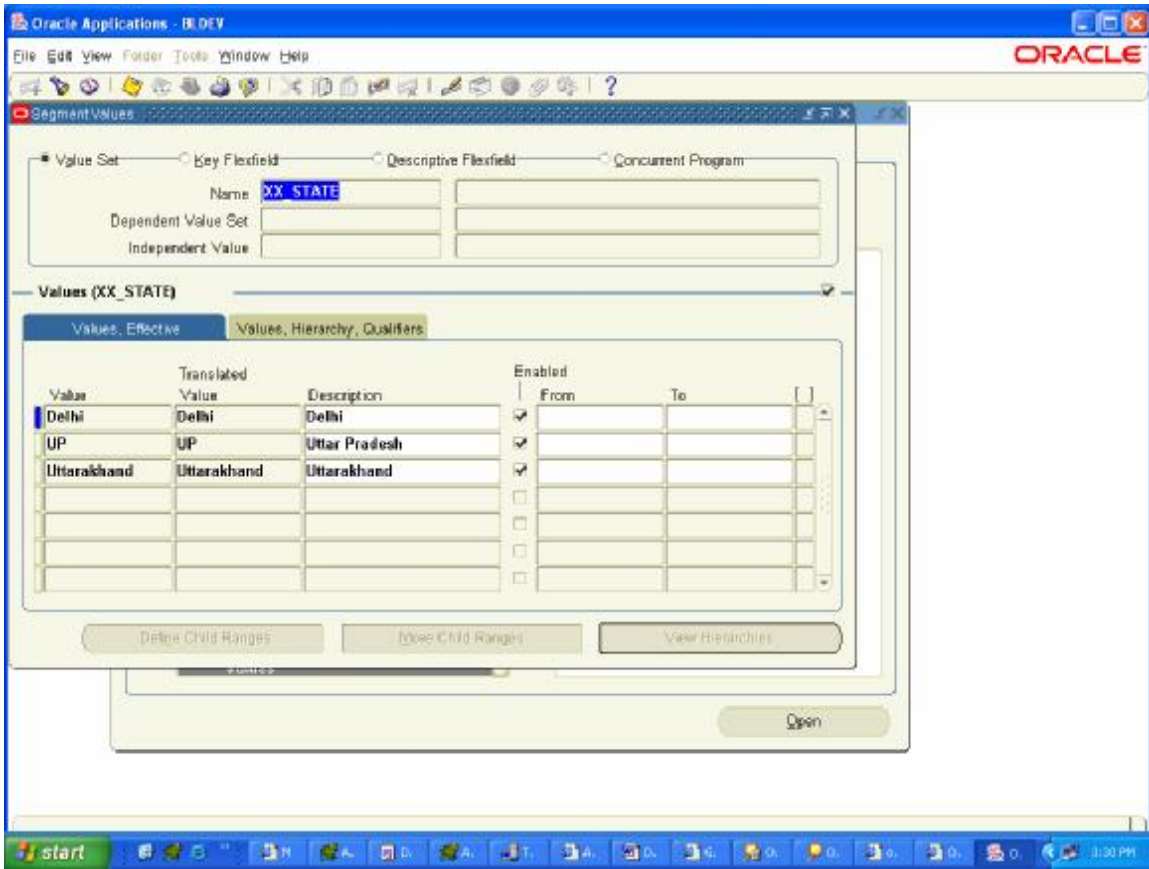 Oracle Applications - BLDEV
File Edit View Folder Tools Window Help
ORACLE
Segment Values
Value Set Key Flexfield Descriptive Flexfield Concurrent Program
Name XX_STATE
Dependent Value Set
Independent Value
Values (XX_STATE)
Values, Effective Values, Hierarchy, Qualifiers
Translated Enabled
Value Value Description From To [ ]
Delhi Delhi Delhi
UP UP Uttar Pradesh
Uttarakhand Uttarakhand Uttarakhand
Define Child Ranges Move Child Ranges View Hierarchies
Open
start N A. D. A. T. A. D. G. O. O. o. O. O. 3:30 PM